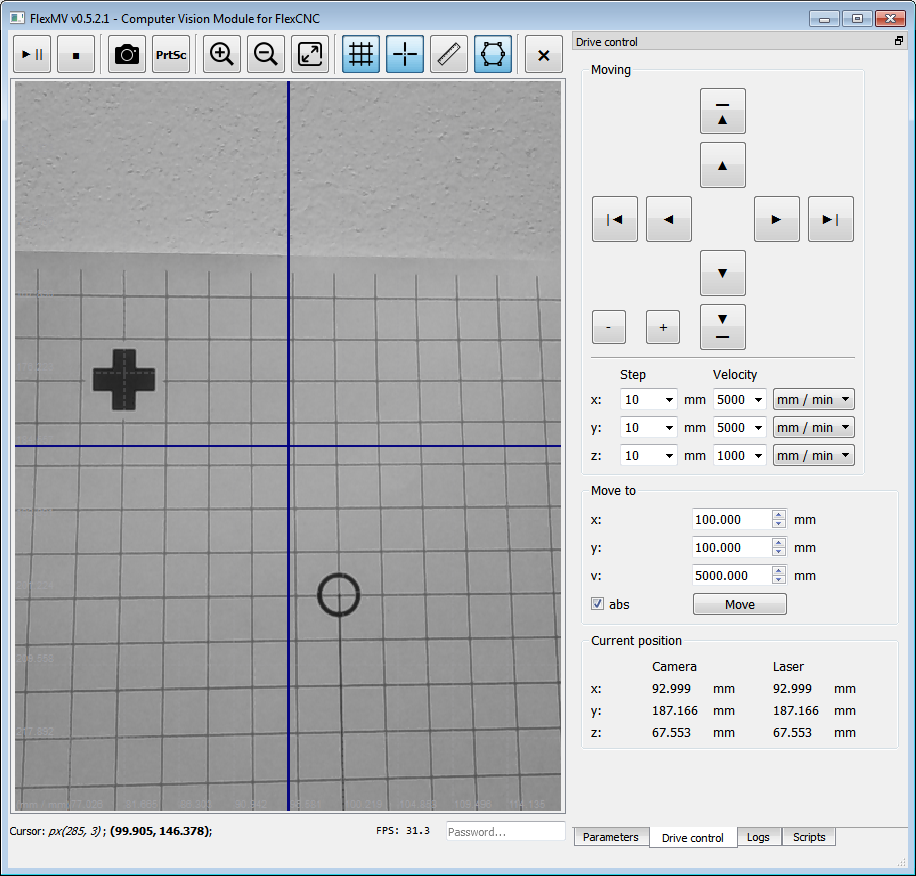 FlexMV v0.5.2.1 - Computer Vision Module for FlexCNC
PrtSc
Drive control
Moving
- +
Step Velocity
x: 10 mm 5000 mm / min
y: 10 mm 5000 mm / min
z: 10 mm 1000 mm / min
Move to
x: 100.000 mm
y: 100.000 mm
v: 5000.000 mm
abs Move
Current position
Camera Laser
x: 92.999 mm 92.999 mm
y: 187.166 mm 187.166 mm
z: 67.553 mm 67.553 mm
Cursor: px(285, 3) ; (99.905, 146.378);
FPS: 31.3
Password...
Parameters Drive control Logs Scripts